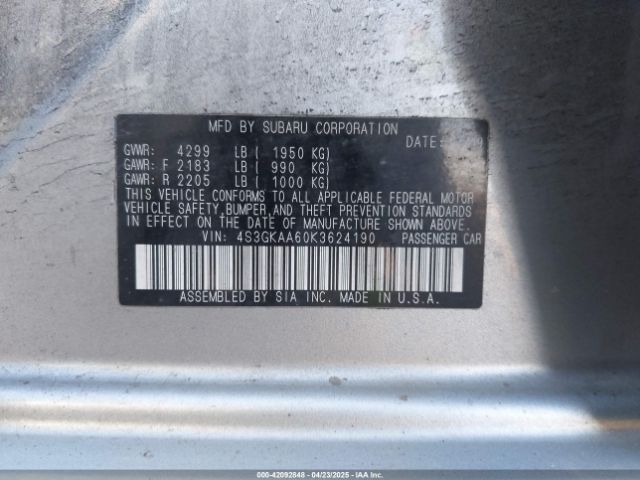 MFD BY SUBARU CORPORATION
DATE:
GVWR: 4299 LB ( 1950 KG)
GAWR: F 2183 LB ( 990 KG)
GAWR: R 2205 LB ( 1000 KG)
THIS VEHICLE CONFORMS TO ALL APPLICABLE FEDERAL MOTOR
VEHICLE SAFETY,BUMPER,AND THEFT PREVENTION STANDARDS
IN EFFECT ON THE DATE OF MANUFACTURE SHOWN ABOVE.
VIN: 4S3GKAA60K3624190 PASSENGER CAR
ASSEMBLED BY SIA INC. MADE IN U.S.A.
000-42092848 - 04/23/2025 - IAAI.COM